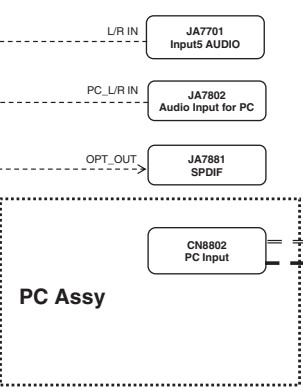 L/R IN
JA7701
Input5 AUDIO
PC_L/R IN
JA7802
Audio Input for PC
OPT_OUT
JA7881
SPDIF
CN8802
PC Input
PC Assy